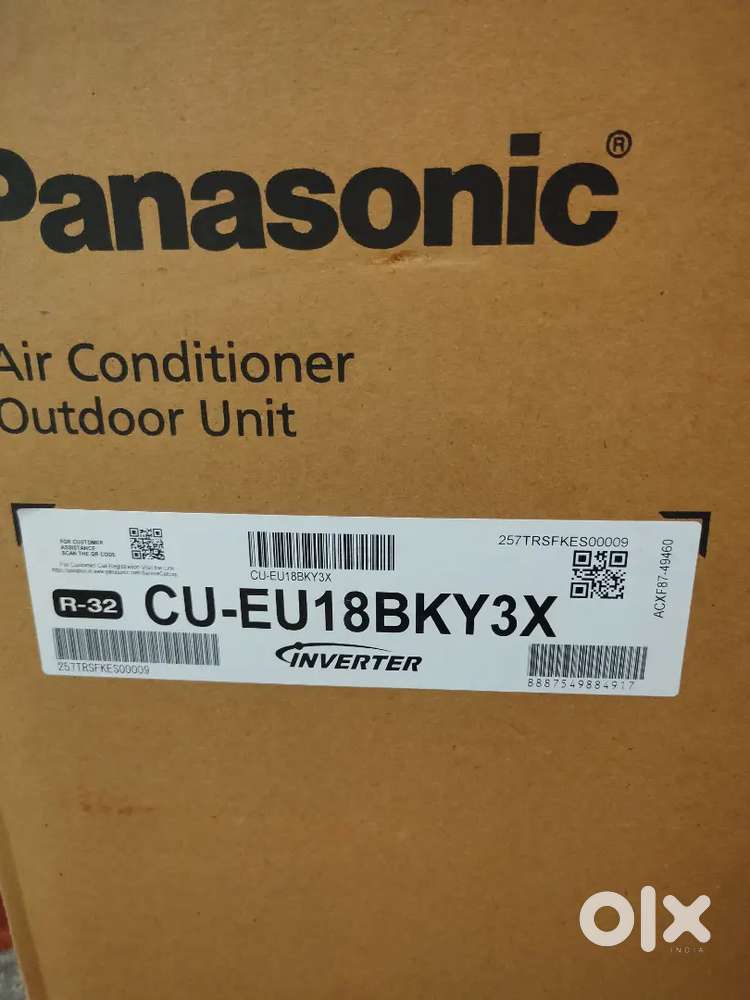 Panasonic®
Air Conditioner
Outdoor Unit
FOR CUSTOMER
ASSISTANCE
SCAN THE QR CODE
CU-EU18BKY3X
257TRSFKES00009
ACXF87-49460
R-32 CU-EU18BKY3X
INVERTER
257TRSFKES00009
8887549884917
olx
INDIA